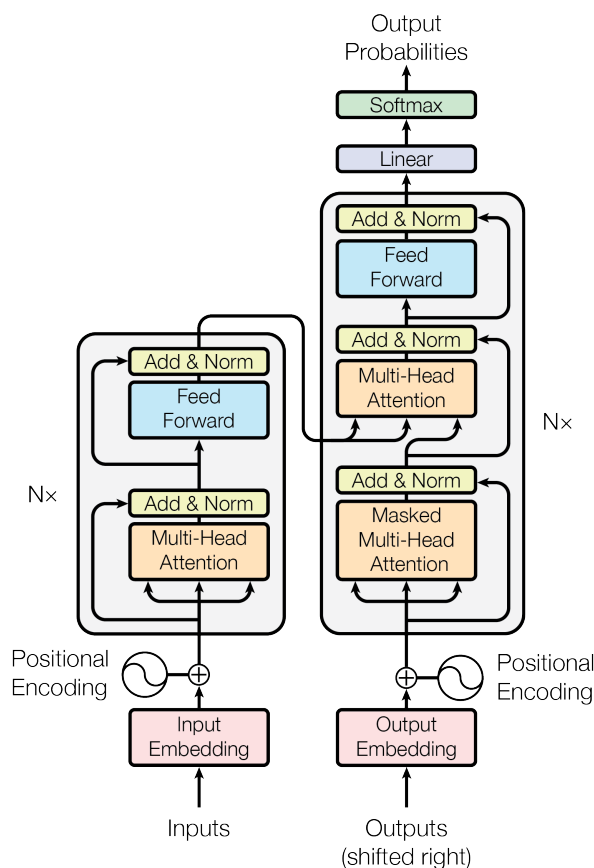 Output
Probabilities
Softmax
Linear
Add & Norm
Feed
Forward
Add & Norm
Multi-Head
Attention
Add & Norm
Masked
Multi-Head
Attention
N×
Positional
Encoding
Output
Embedding
Outputs
(shifted right)
Add & Norm
Feed
Forward
Add & Norm
Multi-Head
Attention
N×
Positional
Encoding
Input
Embedding
Inputs